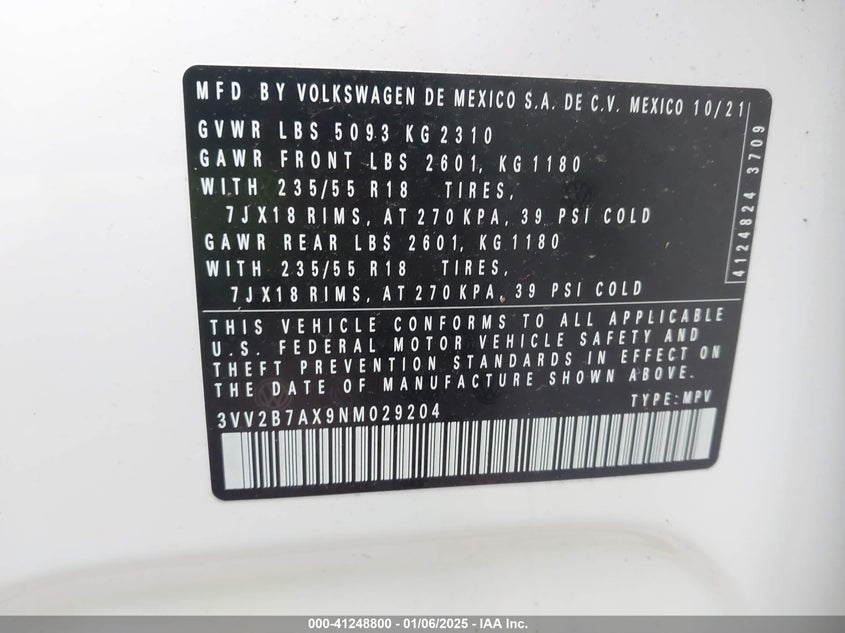 MFD BY VOLKSWAGEN DE MEXICO S.A. DE C.V. MEXICO 10/21
GVWR LBS 5093 KG 2310
GAWR FRONT LBS 2601, KG 1180
WITH 235/55 R18 TIRES,
7JX18 RIMS, AT 270 KPA, 39 PSI COLD
GAWR REAR LBS 2601, KG 1180
WITH 235/55 R18 TIRES,
7JX18 RIMS, AT 270 KPA, 39 PSI COLD
4124824 3709
THIS VEHICLE CONFORMS TO ALL APPLICABLE
U.S. FEDERAL MOTOR VEHICLE SAFETY AND
THEFT PREVENTION STANDARDS IN EFFECT ON
THE DATE OF MANUFACTURE SHOWN ABOVE.
TYPE:MPV
3VV2B7AX9NM029204
000-41248800 - 01/06/2025 - IAA Inc.